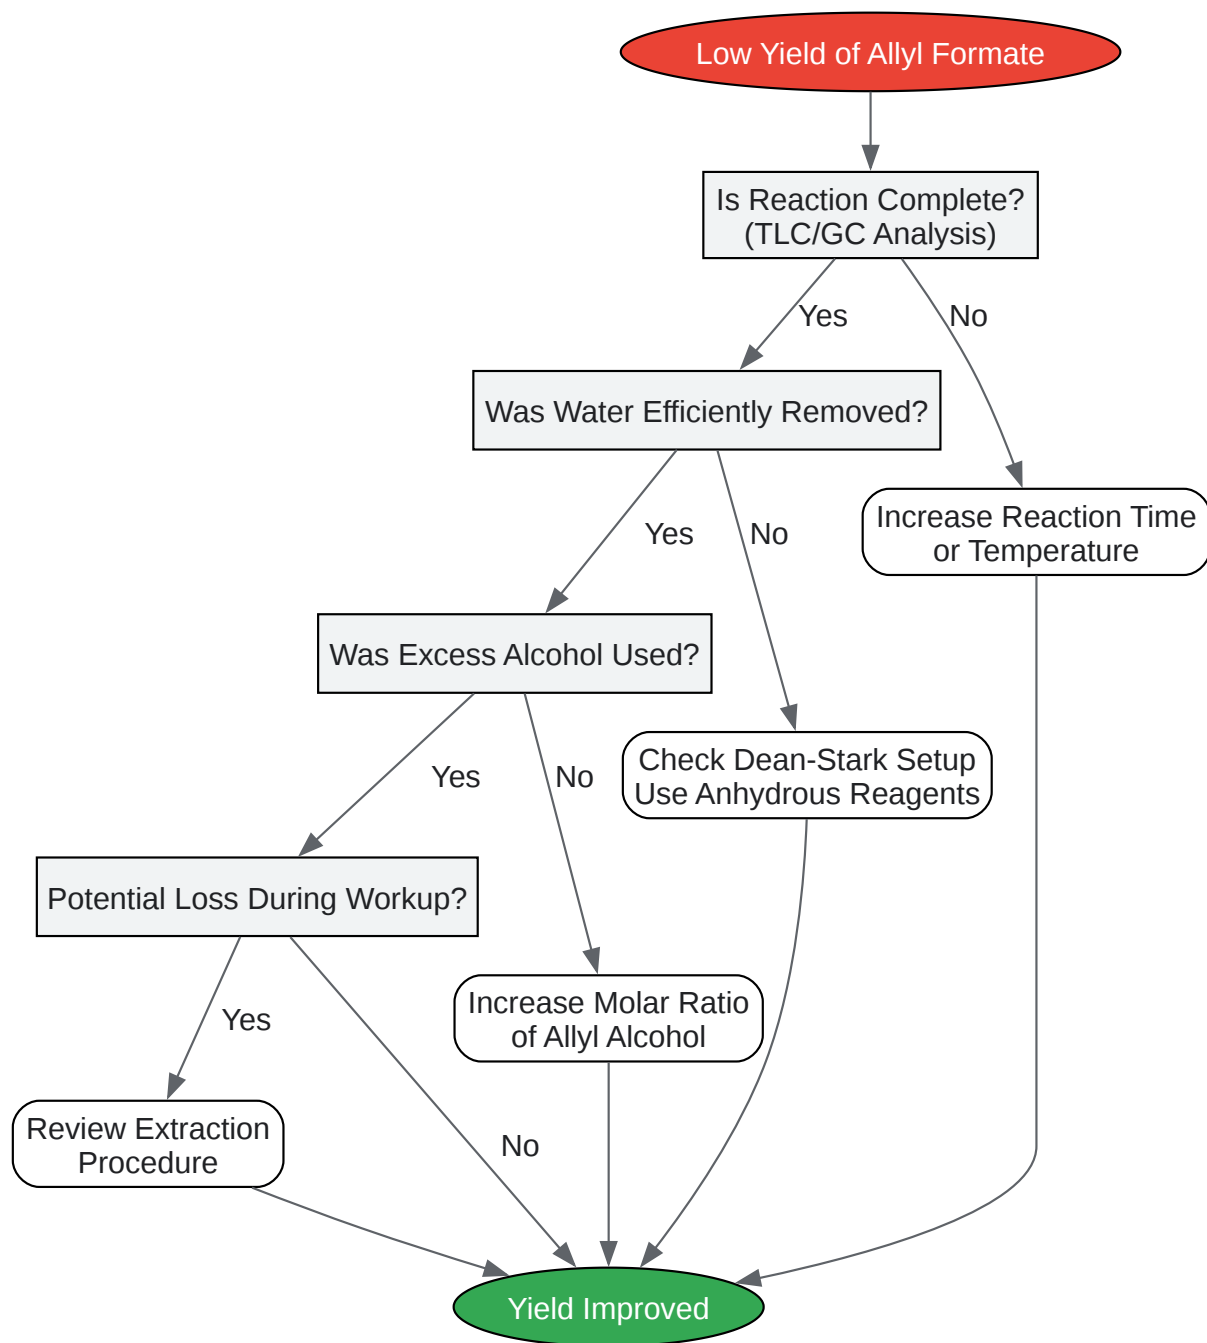 Low Yield of Allyl Formate
Is Reaction Complete?
(TLC/GC Analysis)
Yes
No
Was Water Efficiently Removed?
Increase Reaction Time
or Temperature
Yes
No
Was Excess Alcohol Used?
Check Dean-Stark Setup
Use Anhydrous Reagents
Yes
No
Potential Loss During Workup?
Increase Molar Ratio
of Allyl Alcohol
Yes
Review Extraction
Procedure
No
Yield Improved